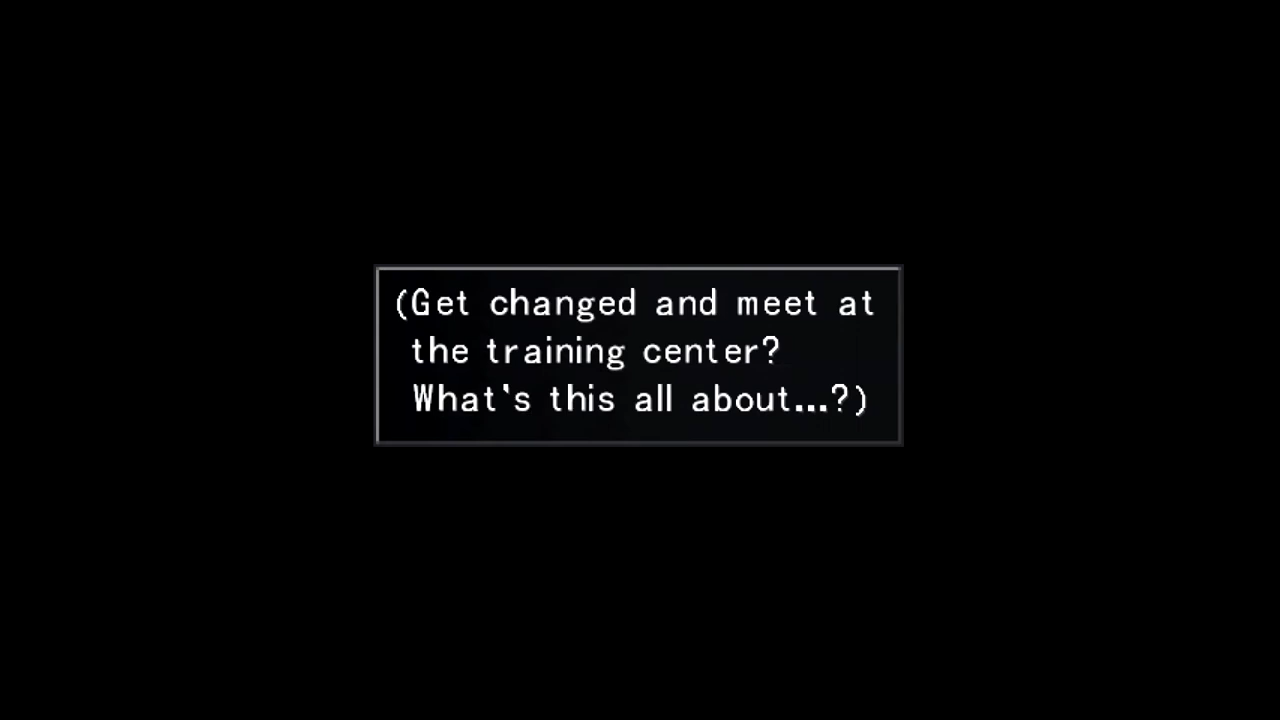 (Get changed and meet at
the training center?
What's this all about...?)